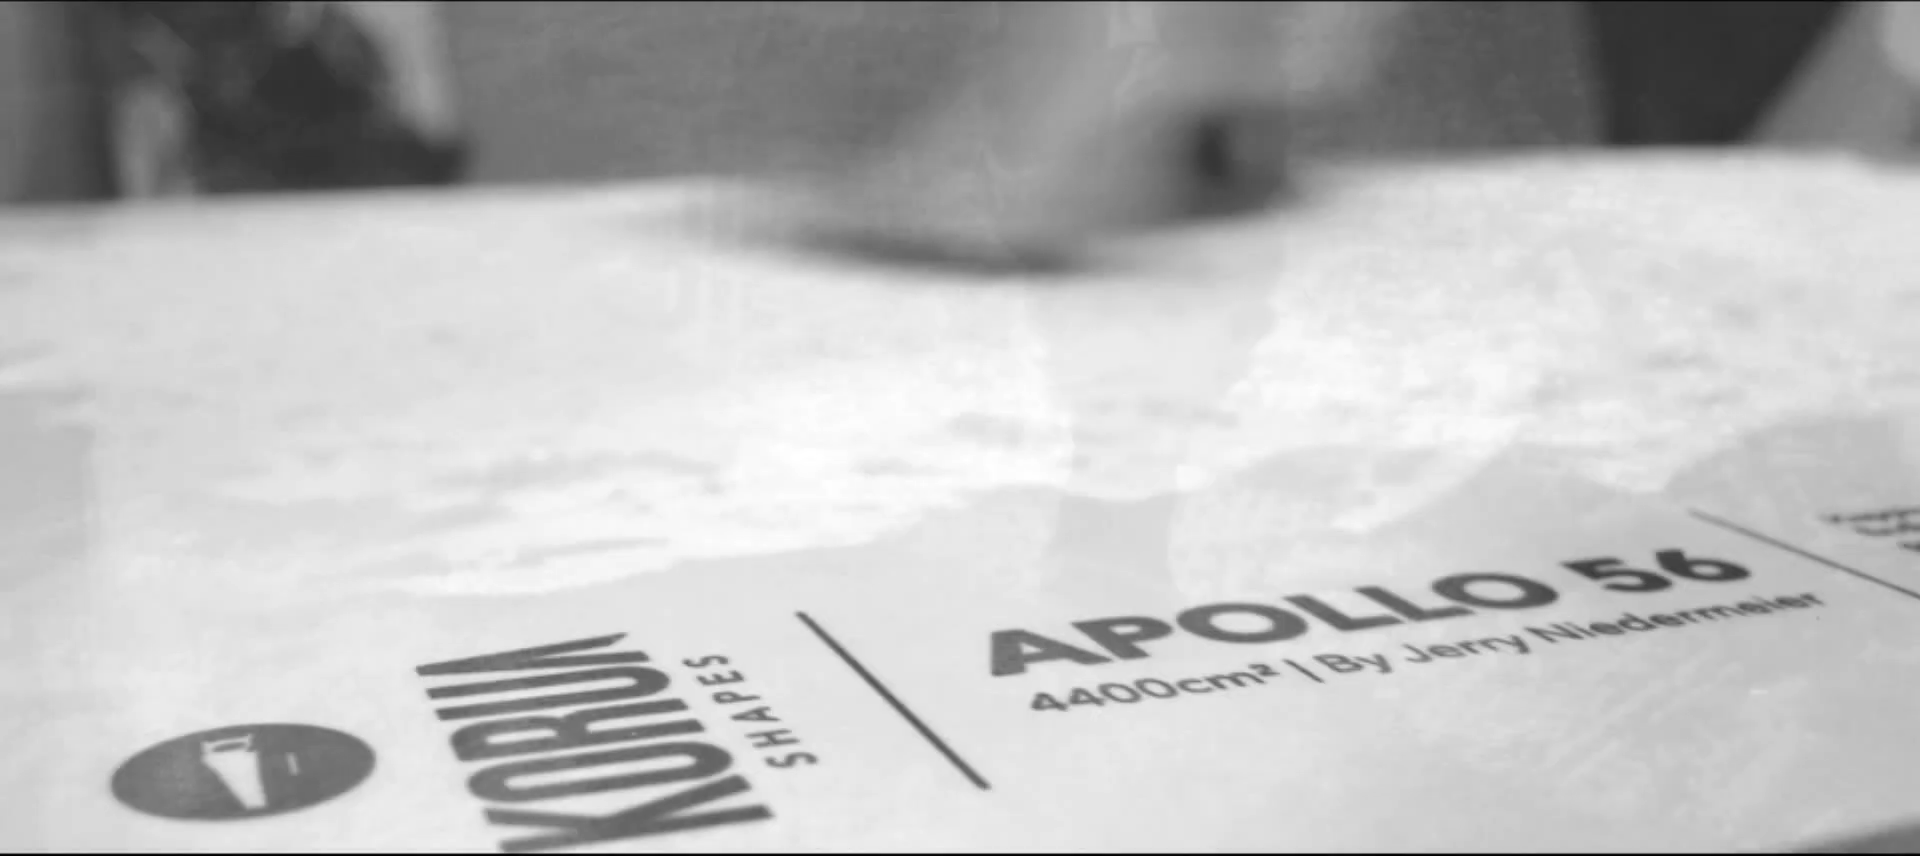 KORUA
SHAPES
APOLLO 56
4400cm² | By Jerry Niedermeier